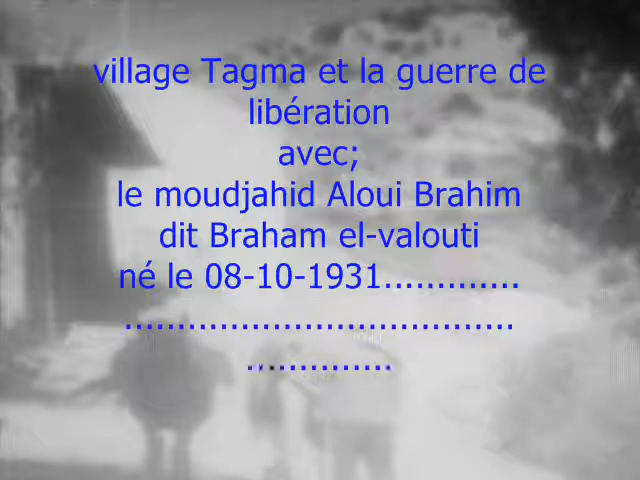 village Tagma et la guerre de
libération
avec;
le moudjahid Aloui Brahim
dit Braham el-valouti
né le 08-10-1931.............
.....................................
..............